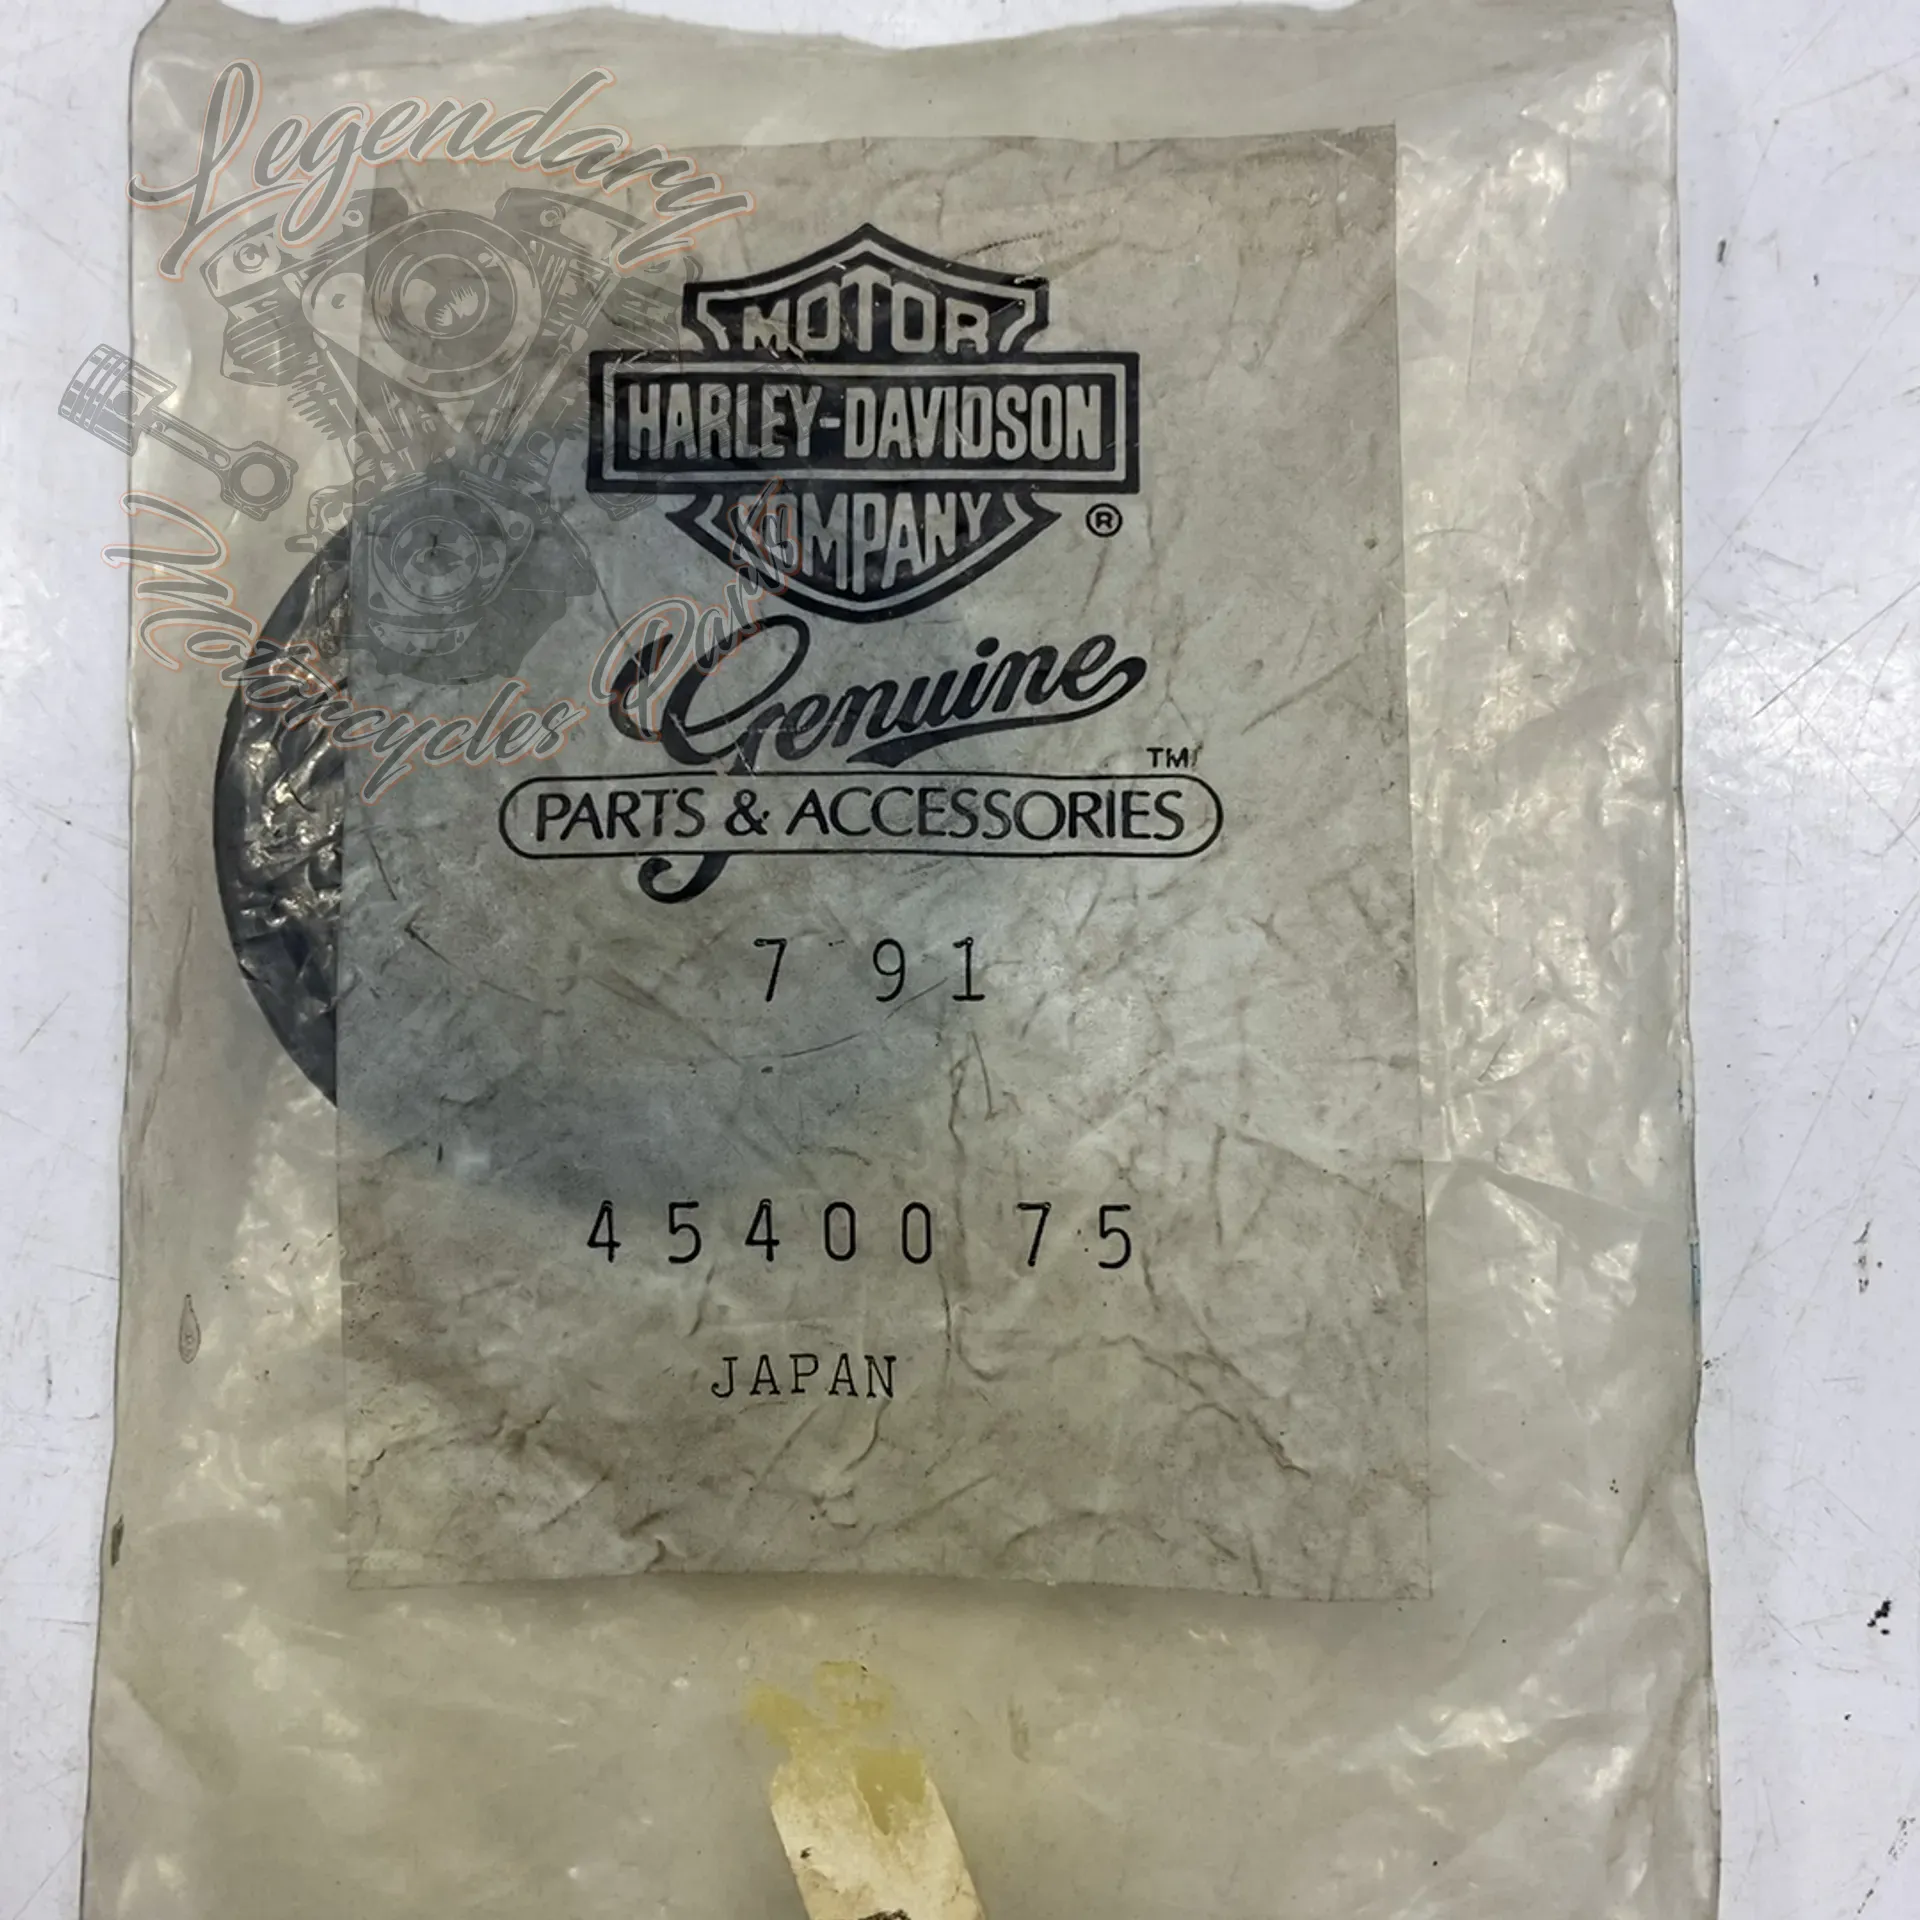 Legendary
Motorcycles Parts
MOTOR
HARLEY-DAVIDSON
COMPANY
®
Genuine
TM
PARTS & ACCESSORIES
7 91
45400 75
JAPAN